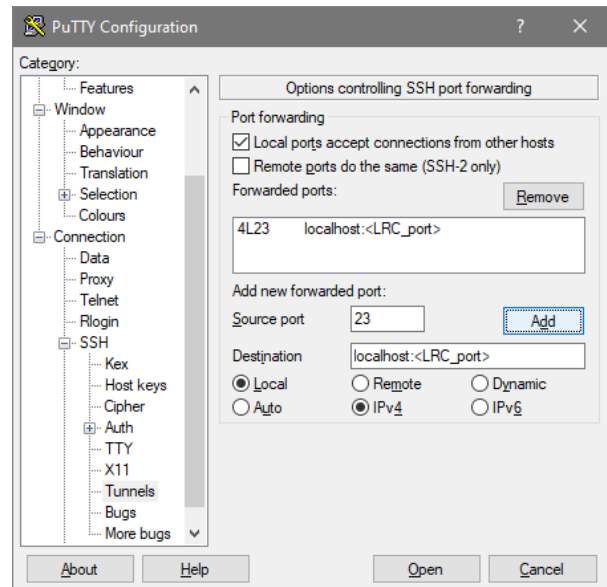 PuTTY Configuration ? ×
Category:
Features
Window
Appearance
Behaviour
Translation
Selection
Colours
Connection
Data
Proxy
Telnet
Rlogin
SSH
Kex
Host keys
Cipher
Auth
TTY
X11
Tunnels
Bugs
More bugs
Options controlling SSH port forwarding
Port forwarding
Local ports accept connections from other hosts
Remote ports do the same (SSH-2 only)
Forwarded ports: Remove
4L23 localhost:<LRC_port>
Add new forwarded port:
Source port 23 Add
Destination localhost:<LRC_port>
Local Remote Dynamic
Auto IPv4 IPv6
About Help Open Cancel